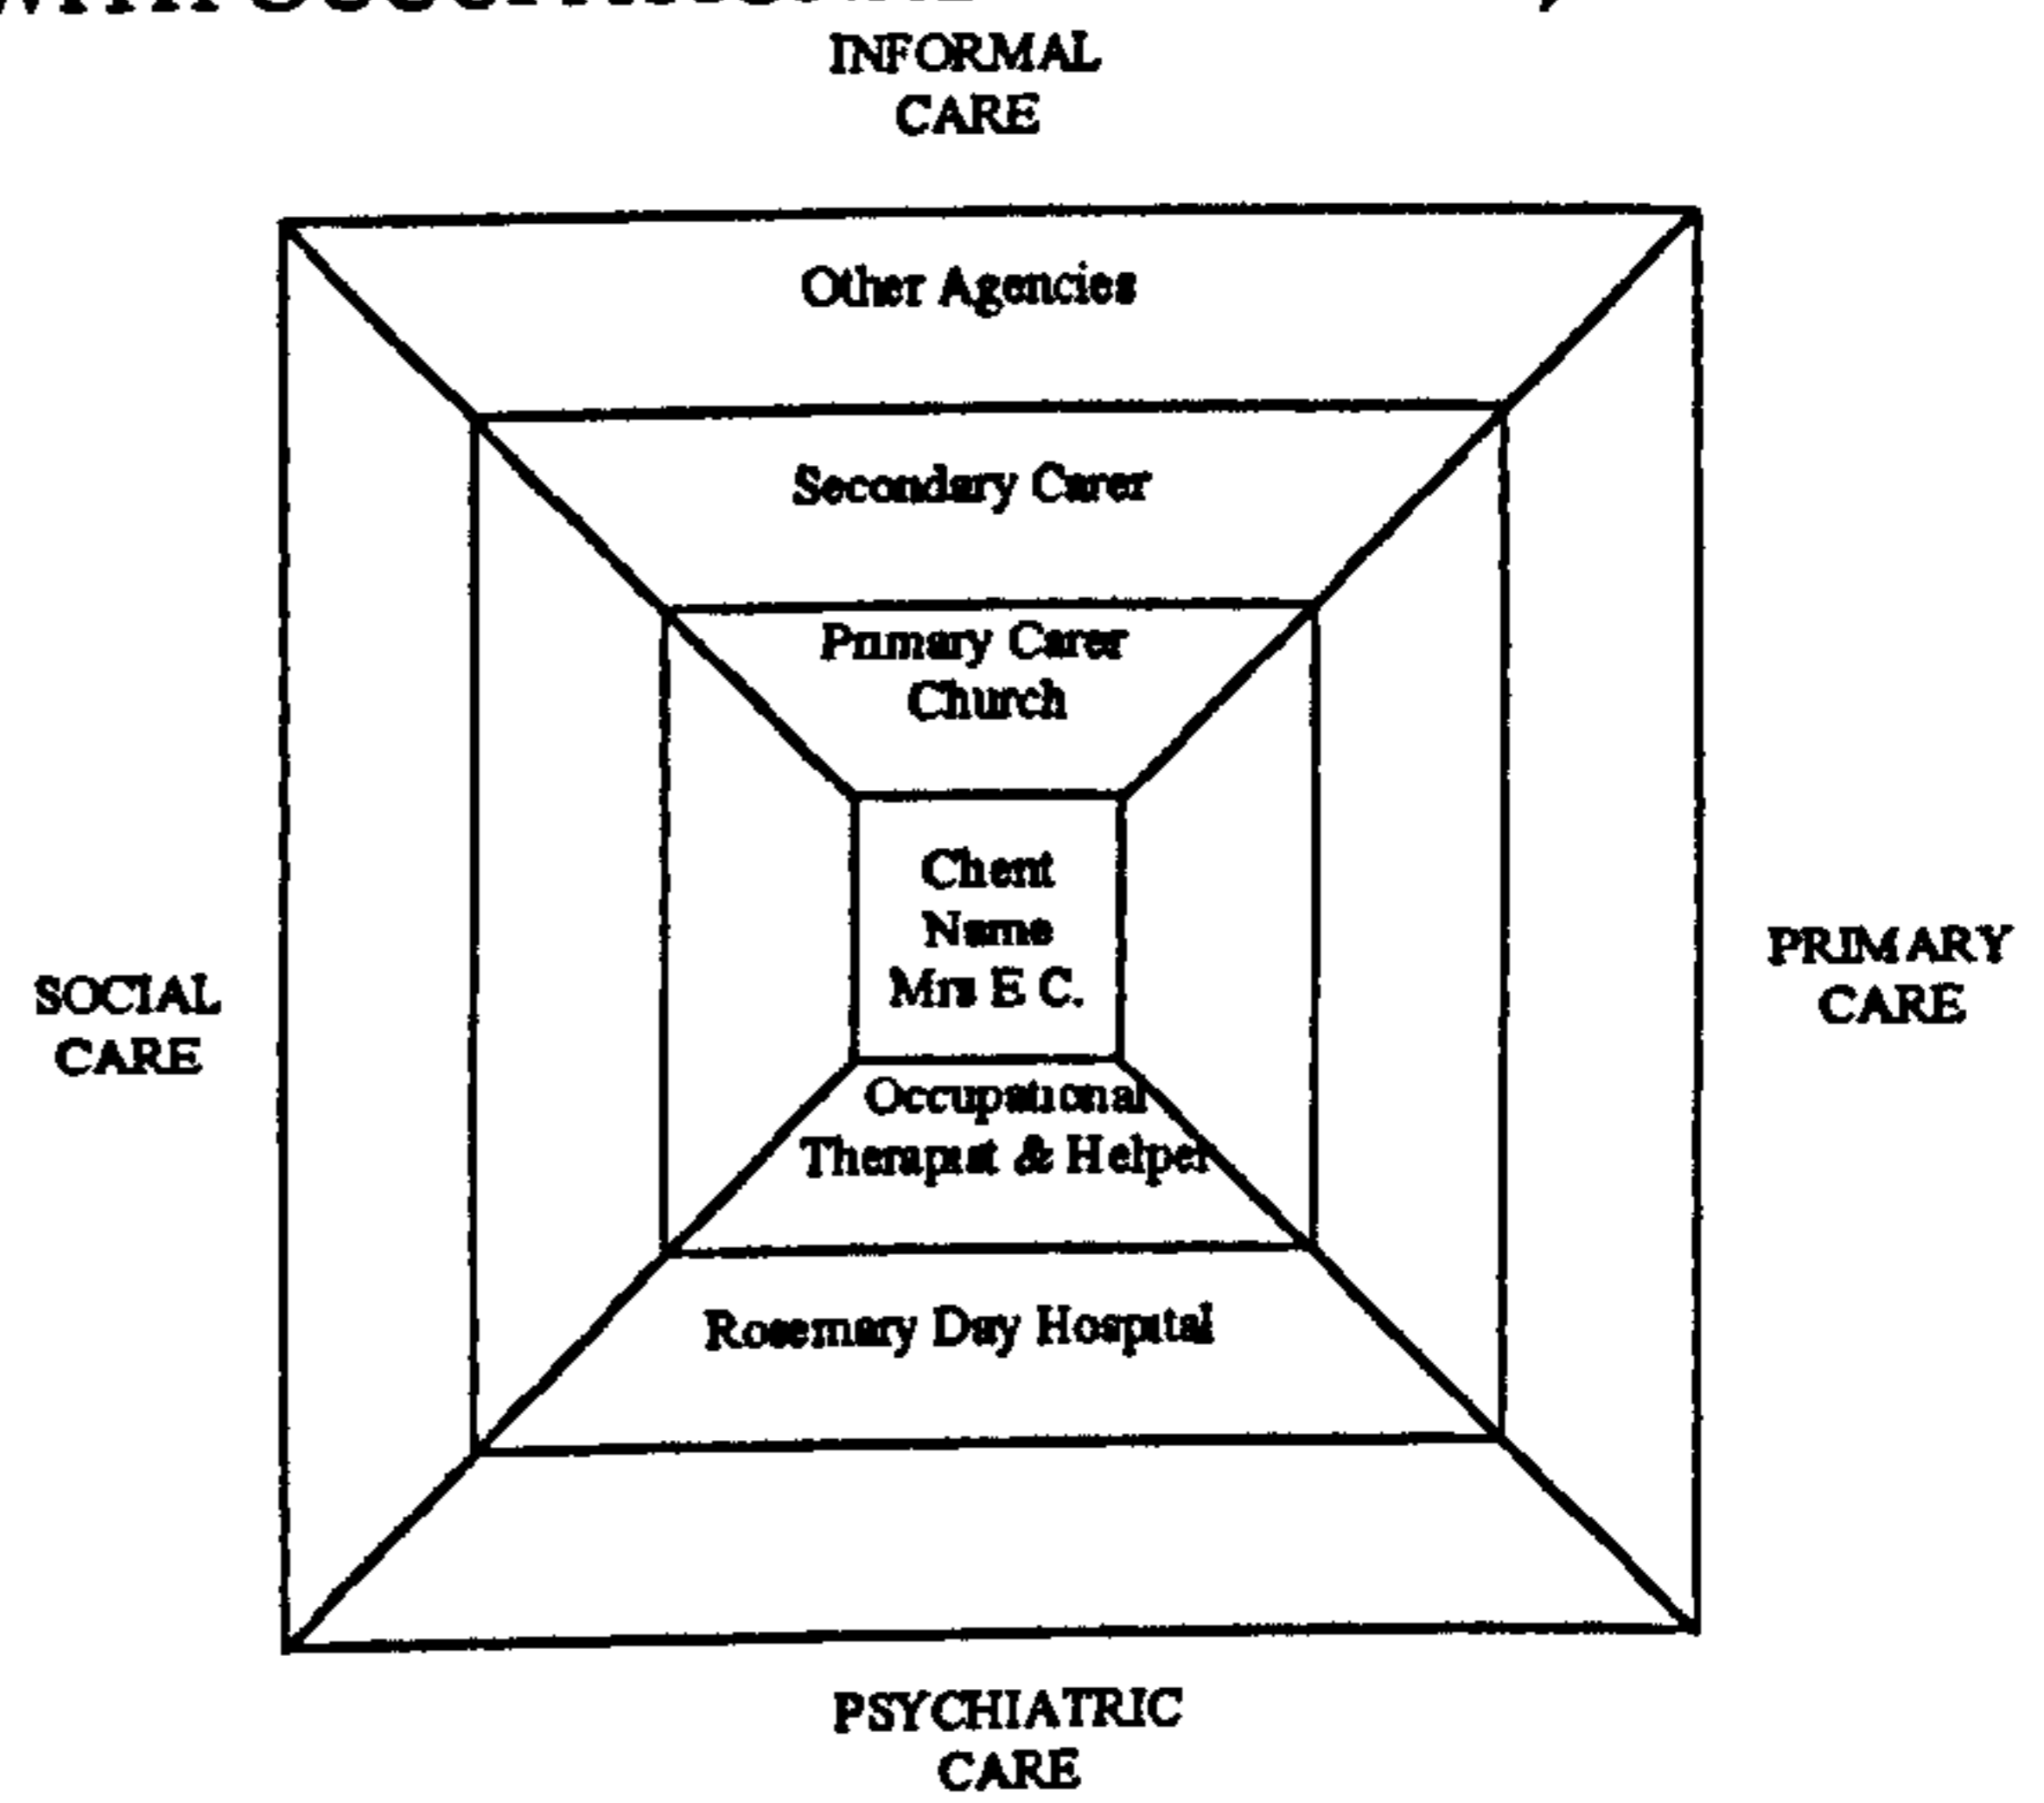 INFORMAL
CARE
Other Agencies
Secondary Carer
Primary Carer
Church
Client
Name
Mrs E C.
SOCIAL
CARE
PRIMARY
CARE
Occupational
Therapist & Helper
Rosemary Day Hospital
PSYCHIATRIC
CARE